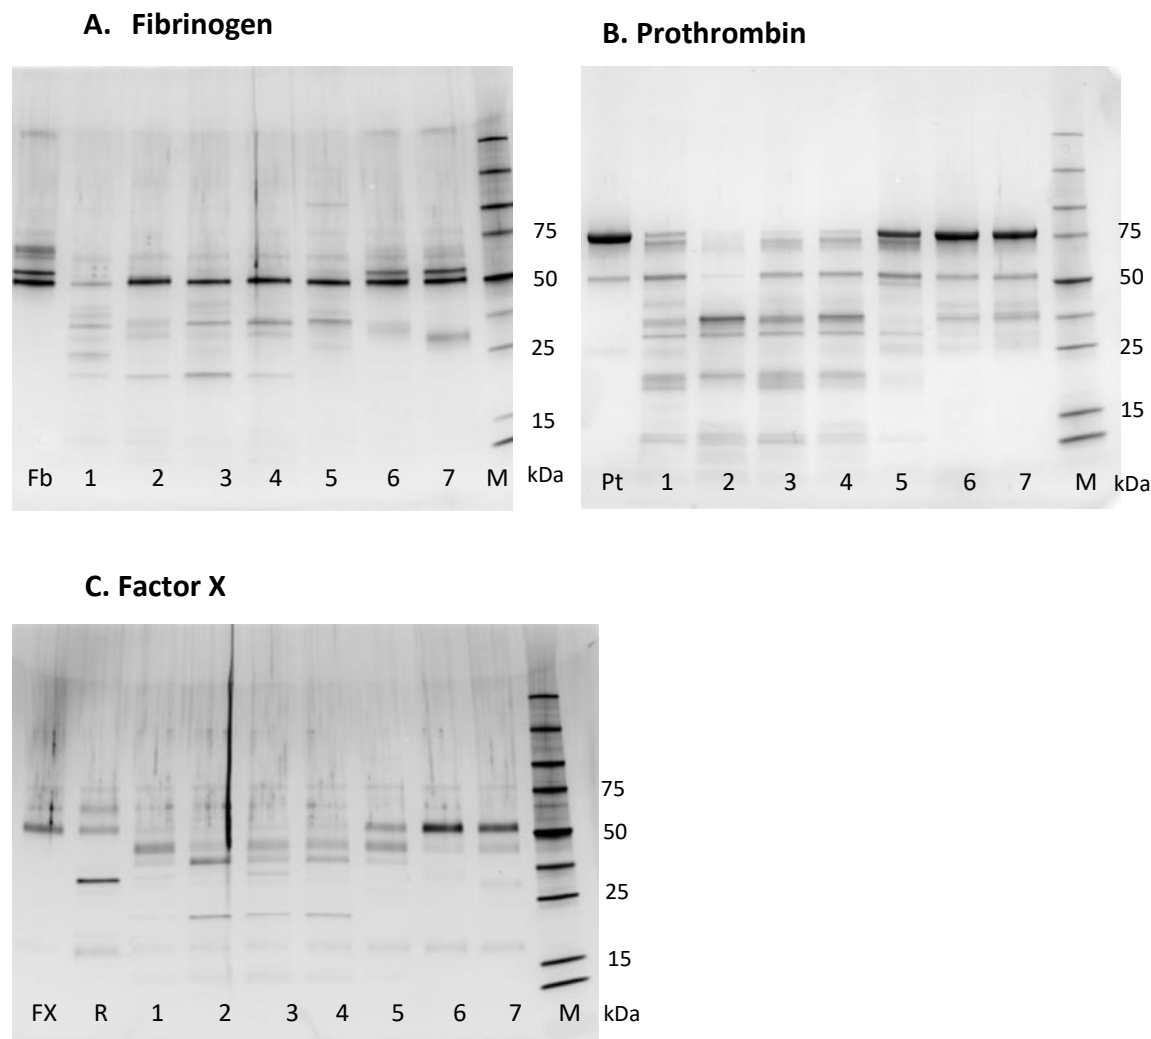 A. Fibrinogen
75
50
25
15
Fb 1 2 3 4 5 6 7 M kDa
B. Prothrombin
75
50
25
15
Pt 1 2 3 4 5 6 7 M kDa
C. Factor X
75
50
25
15
FX R 1 2 3 4 5 6 7 M kDa